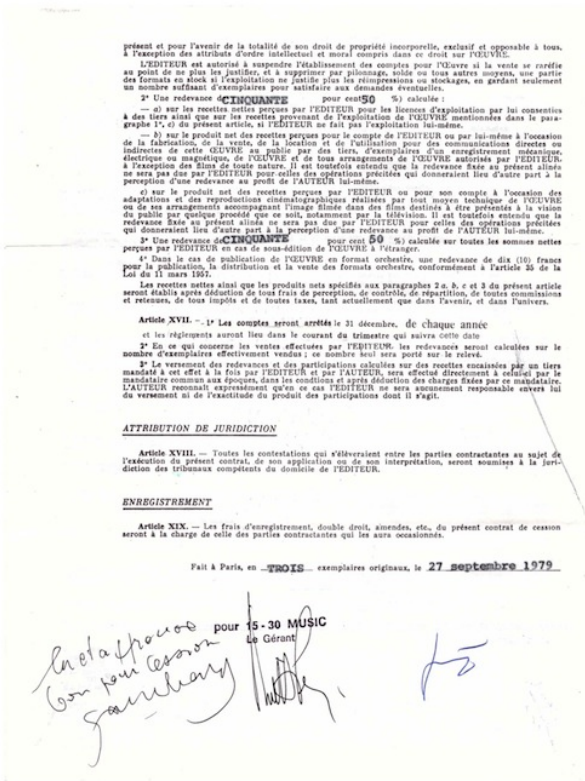 présent et pour l'avenir de la totalité de son droit de propriété incorporelle, exclusif et opposable à tous,
à l'exception des attributs d'ordre intellectuel et moral compris dans ce droit sur l'ŒUVRE.
L'EDITEUR est autorisé à suspendre l'établissement des comptes pour l'Œuvre si la vente se raréfie
au point de ne plus les justifier, et à supprimer par pilonnage, solde ou tous autres moyens, une partie
des formats en stock si l'exploitation ne justifie plus les réimpressions ou stockages, en gardant seulement
un nombre suffisant d'exemplaires pour satisfaire aux demandes éventuelles.
2° Une redevance de CINQUANTE pour cent 50 %) calculée :
— a) sur les recettes nettes perçues par l'EDITEUR pour les licences d'exploitation par lui consenties
à des tiers ainsi que sur les recettes provenant de l'exploitation de l'ŒUVRE mentionnées dans le para-
graphe 1°, c) du présent article, si l'EDITEUR ne fait pas l'exploitation lui-même.
— b) sur le produit net des recettes perçues pour le compte de l'EDITEUR ou par lui-même à l'occasion
de la fabrication, de la vente, de la location et de l'utilisation pour des communications directes ou
indirectes de cette ŒUVRE au public par des tiers, d'exemplaires d'un enregistrement mécanique,
électrique ou magnétique, de l'ŒUVRE et de tous arrangements de l'ŒUVRE autorisés par l'EDITEUR,
à l'exception des films de toute nature. Il est toutefois entendu que la redevance fixée au présent alinéa
ne sera pas due par l'EDITEUR pour celles des opérations précitées qui donneraient lieu d'autre part à la
perception d'une redevance au profit de l'AUTEUR lui-même.
c) sur le produit net des recettes perçues par l'EDITEUR ou pour son compte à l'occasion des
adaptations et des reproductions cinématographiques réalisées par tout moyen technique de l'ŒUVRE
ou de ses arrangements accompagnant l'image filmée dans des films destinés à être présentés à la vision
du public par quelque procédé que ce soit, notamment par la télévision. Il est toutefois entendu que la
redevance fixée au présent alinéa ne sera pas due par l'EDITEUR pour celles des opérations précitées
qui donneraient lieu d'autre part à la perception d'une redevance au profit de l'AUTEUR lui-même.
3° Une redevance de CINQUANTE pour cent 50 %) calculée sur toutes les sommes nettes
perçues par l'EDITEUR en cas de sous-édition de l'ŒUVRE à l'étranger.
4° Dans le cas de publication de l'ŒUVRE en format orchestre, une redevance de dix (10) francs
pour la publication, la distribution et la vente des formats orchestre, conformément à l'article 35 de la
Loi du 11 mars 1957.
Les recettes nettes ainsi que les produits nets spécifiés aux paragraphes 2 a, b, c et 3 du présent article
seront établis après déduction de tous frais de perception, de contrôle, de répartition, de toutes commissions
et retenues, de tous impôts et de toutes taxes, tant actuellement que dans l'avenir, et dans l'univers.
Article XVII. - 1° Les comptes seront arrêtés le 31 décembre, de chaque année
et les règlements auront lieu dans le courant du trimestre qui suivra cette date
2° En ce qui concerne les ventes effectuées par l'EDITEUR, les redevances seront calculées sur le
nombre d'exemplaires effectivement vendus ; ce nombre seul sera porté sur le relevé.
3° Le versement des redevances et des participations calculées sur des recettes encaissées par un tiers
mandaté à cet effet à la fois par l'EDITEUR et par l'AUTEUR, sera effectué directement à celui-ci par le
mandataire commun aux époques, dans les condtions et après déduction des charges fixées par ce mandataire.
L'AUTEUR reconnaît expressément qu'en ce cas l'EDITEUR ne sera aucunement responsable envers lui
du versement ni de l'exactitude du produit des participations dont il s'agit.
ATTRIBUTION DE JURIDICTION
Article XVIII. — Toutes les contestations qui s'élèveraient entre les parties contractantes au sujet de
l'exécution du présent contrat, de son application ou de son interprétation, seront soumises à la juri-
diction des tribunaux compétents du domicile de l'EDITEUR.
ENREGISTREMENT
Article XIX. — Les frais d'enregistrement, double droit, amendes, etc., du présent contrat de cession
seront à la charge de celle des parties contractantes qui les aura occasionnés.
Fait à Paris, en TROIS exemplaires originaux, le 27 septembre 1979
pour 15-30 MUSIC
Le Gérant
lu et approuvé
bon pour cession